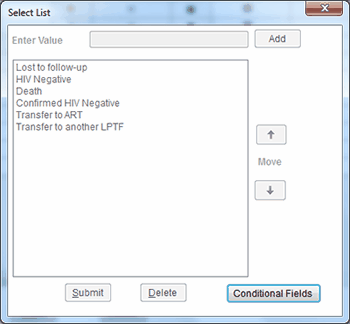 Select List
Enter Value
Add
Lost to follow-up
HIV Negative
Death
Confirmed HIV Negative
Transfer to ART
Transfer to another LPTF
Move
Submit
Delete
Conditional Fields